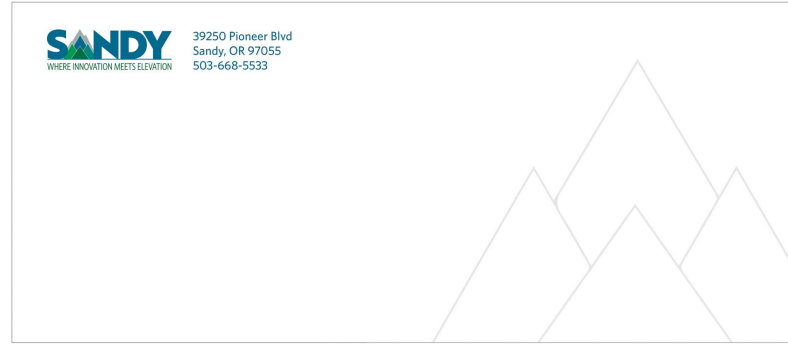 SANDY
WHERE INNOVATION MEETS ELEVATION
39250 Pioneer Blvd
Sandy, OR 97055
503-668-5533